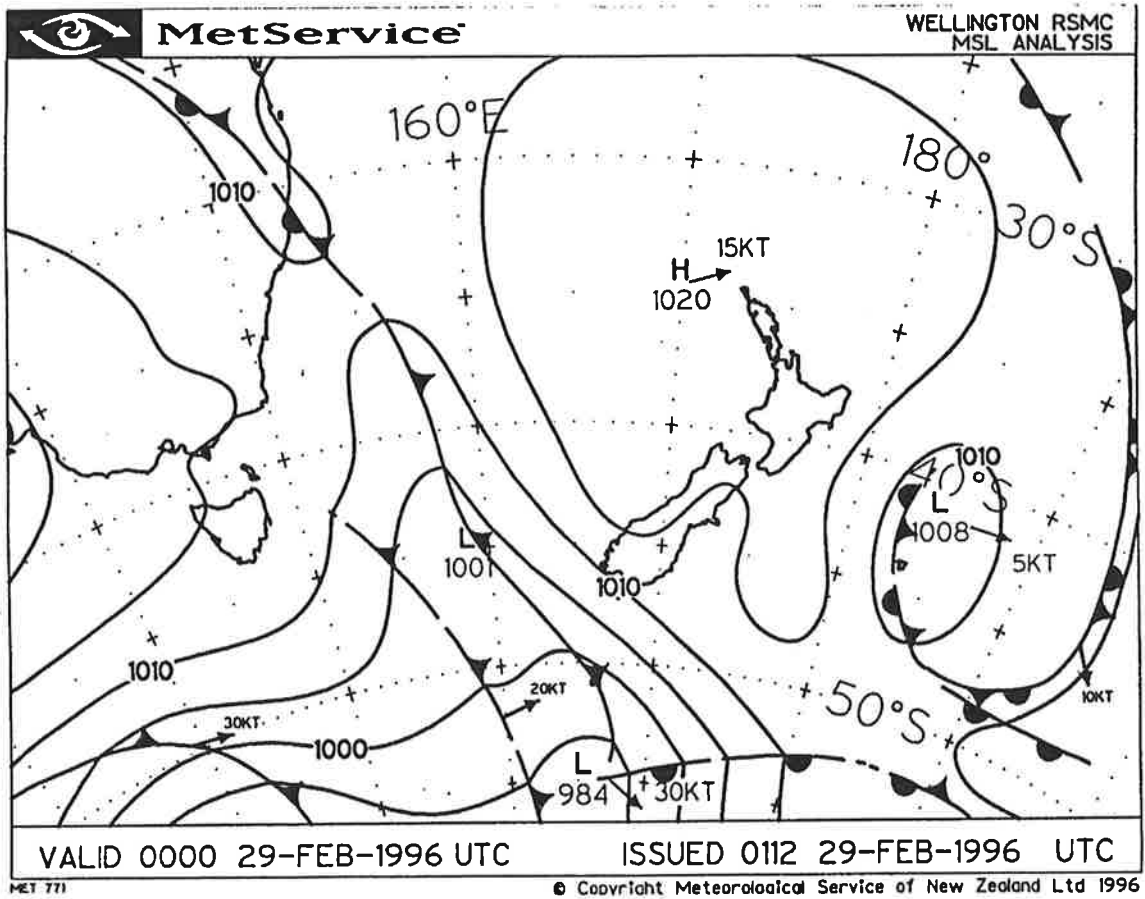 MetService
WELLINGTON RSMC
MSL ANALYSIS
160°E
180°
1010
30°S
15KT
H
1020
1010
40°S
L
1008
L
1001
5KT
1010
1010
20KT
10KT
30KT
50°S
1000
L
984
30KT
VALID 0000 29-FEB-1996 UTC
ISSUED 0112 29-FEB-1996 UTC
MET 771
© Copyright Meteorological Service of New Zealand Ltd 1996